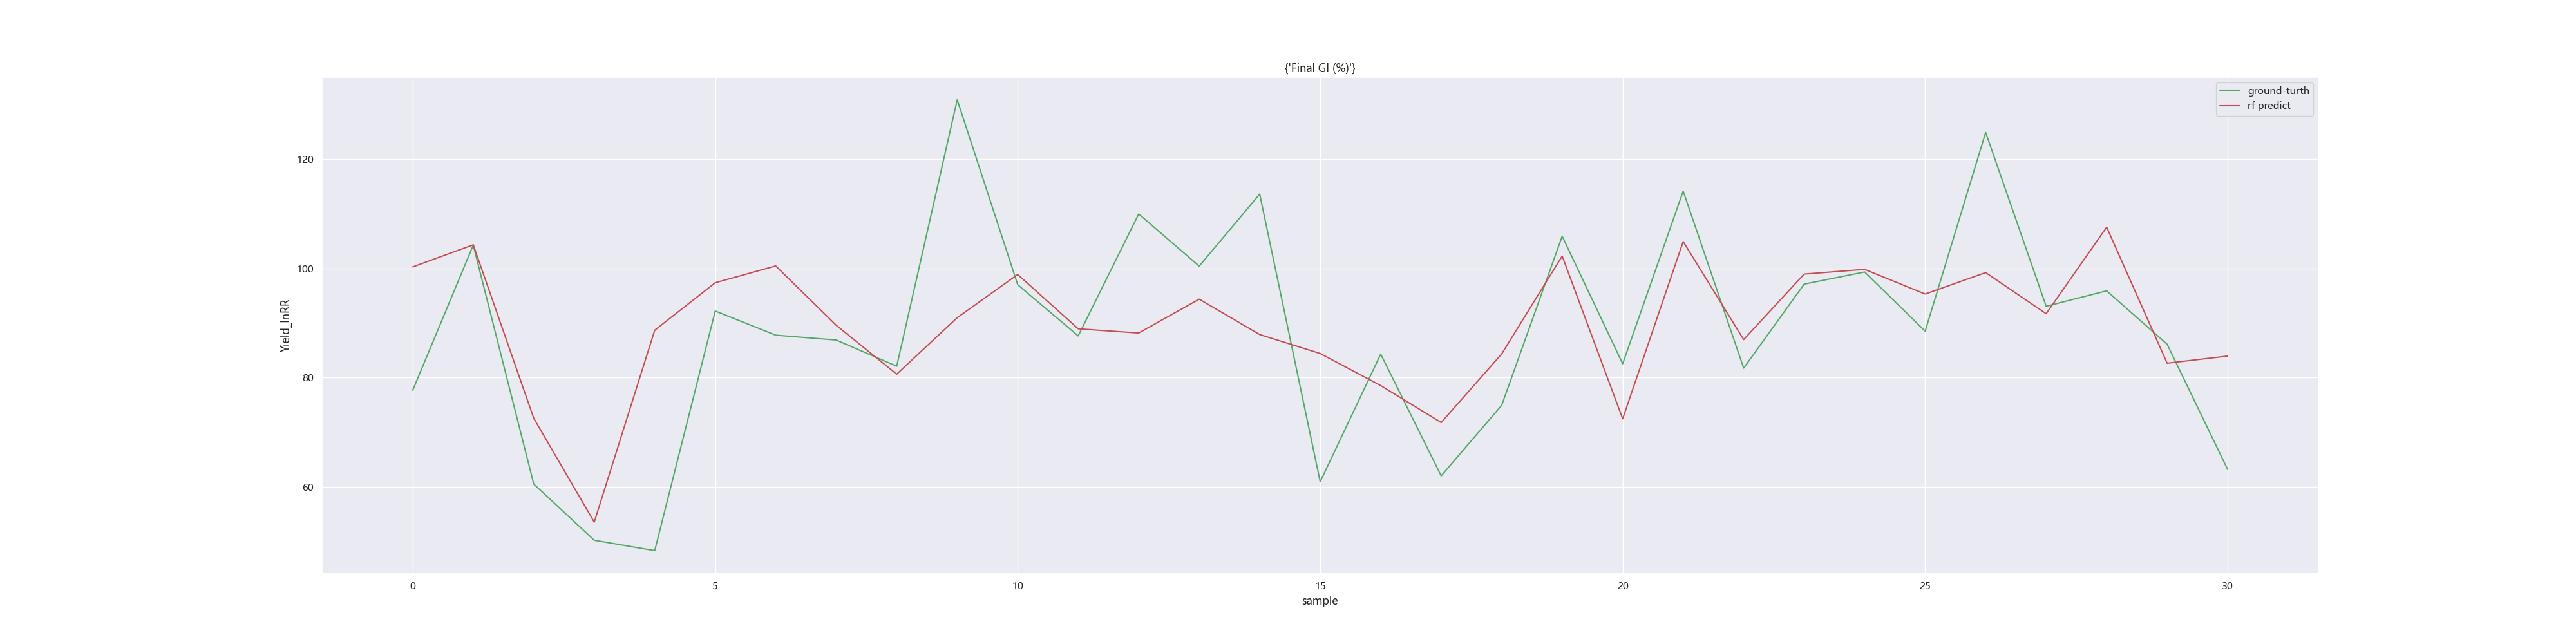 {'Final GI (%)'}
ground-turth
rf predict
Yield_lnRR
120
100
80
60
0 5 10 15 20 25 30
sample